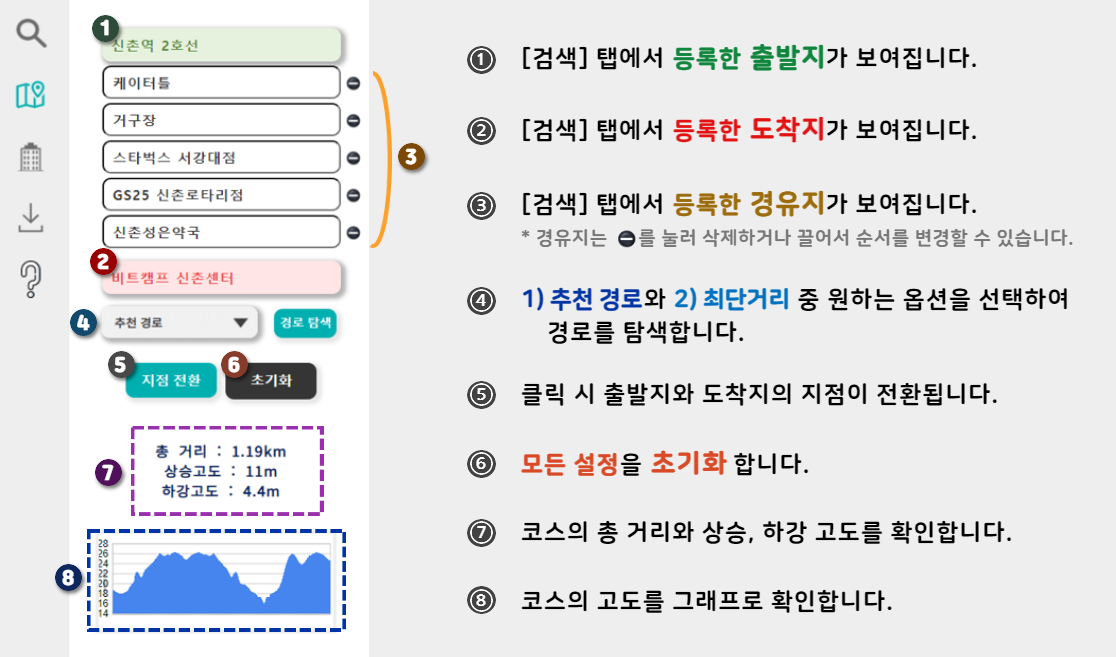 1
신촌역 2호선
케이터틀
거구장
스타벅스 서강대점
GS25 신촌로타리점
신촌성은약국
3
2
비트캠프 신촌센터
4
추천 경로
경로 탐색
5
지점 전환
6
초기화
7
총 거리 : 1.19km
상승고도 : 11m
하강고도 : 4.4m
8
28
26
24
22
20
18
16
14
① [검색] 탭에서 등록한 출발지가 보여집니다.
② [검색] 탭에서 등록한 도착지가 보여집니다.
③ [검색] 탭에서 등록한 경유지가 보여집니다.
* 경유지는 를 눌러 삭제하거나 끌어서 순서를 변경할 수 있습니다.
④ 1) 추천 경로와 2) 최단거리 중 원하는 옵션을 선택하여
경로를 탐색합니다.
⑤ 클릭 시 출발지와 도착지의 지점이 전환됩니다.
⑥ 모든 설정을 초기화 합니다.
⑦ 코스의 총 거리와 상승, 하강 고도를 확인합니다.
⑧ 코스의 고도를 그래프로 확인합니다.